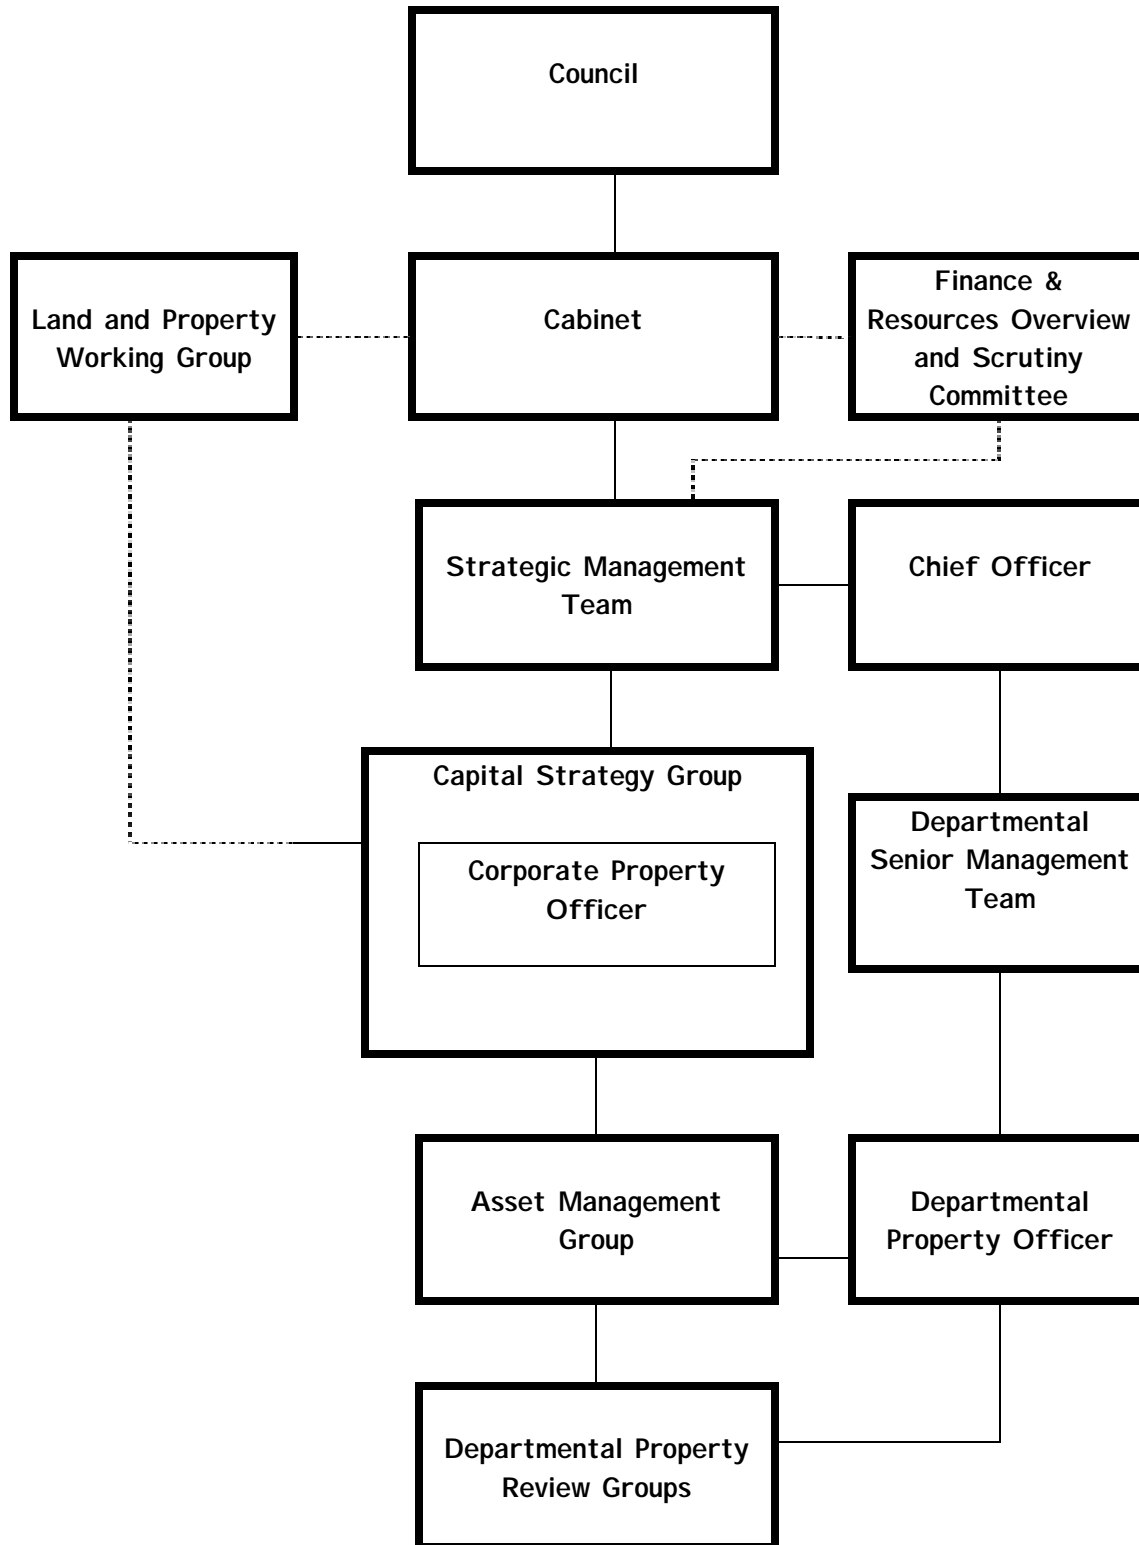 Council
Land and Property
Working Group
Cabinet
Finance &
Resources Overview
and Scrutiny
Committee
Strategic Management
Team
Chief Officer
Capital Strategy Group
Corporate Property
Officer
Departmental
Senior Management
Team
Asset Management
Group
Departmental
Property Officer
Departmental Property
Review Groups